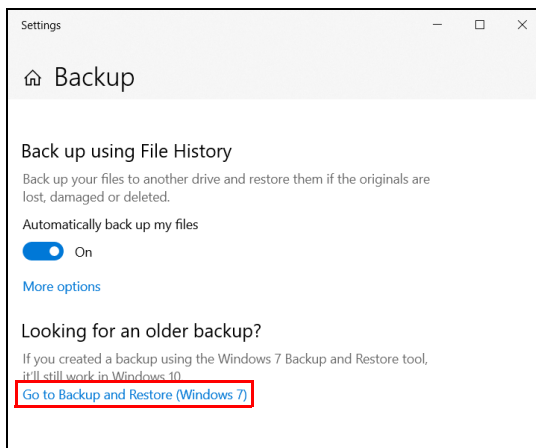 Settings
Backup
Back up using File History
Back up your files to another drive and restore them if the originals are
lost, damaged or deleted.
Automatically back up my files
On
More options
Looking for an older backup?
If you created a backup using the Windows 7 Backup and Restore tool,
it'll still work in Windows 10.
Go to Backup and Restore (Windows 7)